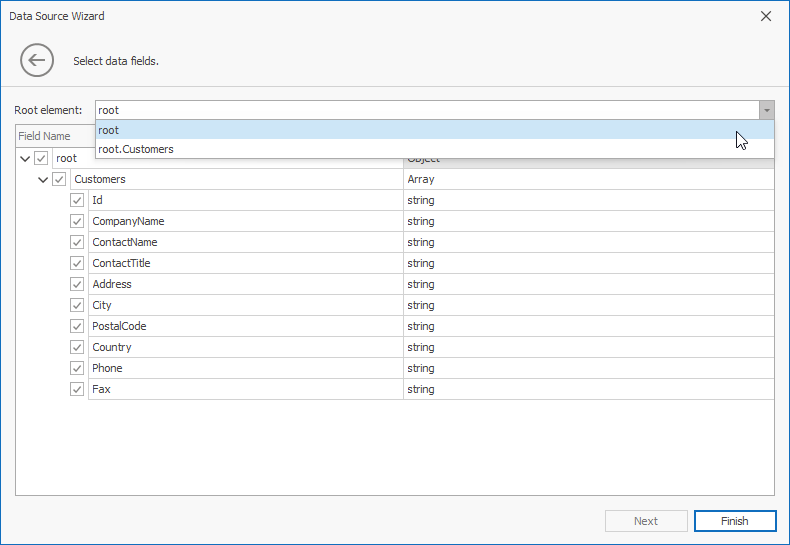 Data Source Wizard
Select data fields.
Root element: root
root
root.Customers
Field Name
root Object
Customers Array
Id string
CompanyName string
ContactName string
ContactTitle string
Address string
City string
PostalCode string
Country string
Phone string
Fax string
Next Finish